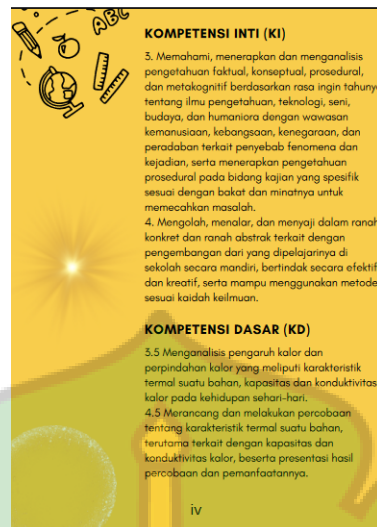 ABC
KOMPETENSI INTI (KI)
3. Memahami, menerapkan dan menganalisis
pengetahuan faktual, konseptual, prosedural,
dan metakognitif berdasarkan rasa ingin tahunya
tentang ilmu pengetahuan, teknologi, seni,
budaya, dan humaniora dengan wawasan
kemanusiaan, kebangsaan, kenegaraan, dan
peradaban terkait penyebab fenomena dan
kejadian, serta menerapkan pengetahuan
prosedural pada bidang kajian yang spesifik
sesuai dengan bakat dan minatnya untuk
memecahkan masalah.
4. Mengolah, menalar, dan menyaji dalam ranah
konkret dan ranah abstrak terkait dengan
pengembangan dari yang dipelajarinya di
sekolah secara mandiri, bertindak secara efektif
dan kreatif, serta mampu menggunakan metode
sesuai kaidah keilmuan.
KOMPETENSI DASAR (KD)
3.5 Menganalisis pengaruh kalor dan
perpindahan kalor yang meliputi karakteristik
termal suatu bahan, kapasitas dan konduktivitas
kalor pada kehidupan sehari-hari.
4.5 Merancang dan melakukan percobaan
tentang karakteristik termal suatu bahan,
terutama terkait dengan kapasitas dan
konduktivitas kalor, beserta presentasi hasil
percobaan dan pemanfaatannya.
iv